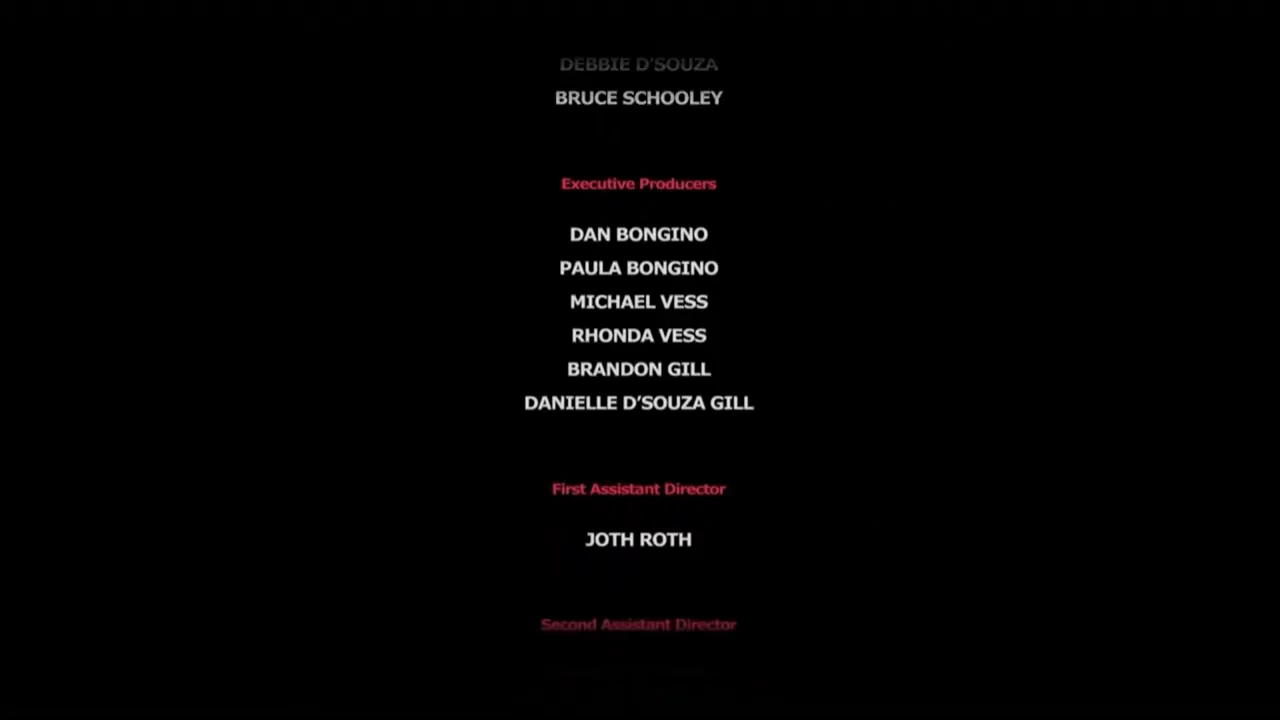 DEBBIE D'SOUZA
BRUCE SCHOOLEY
Executive Producers
DAN BONGINO
PAULA BONGINO
MICHAEL VESS
RHONDA VESS
BRANDON GILL
DANIELLE D'SOUZA GILL
First Assistant Director
JOTH ROTH
Second Assistant Director